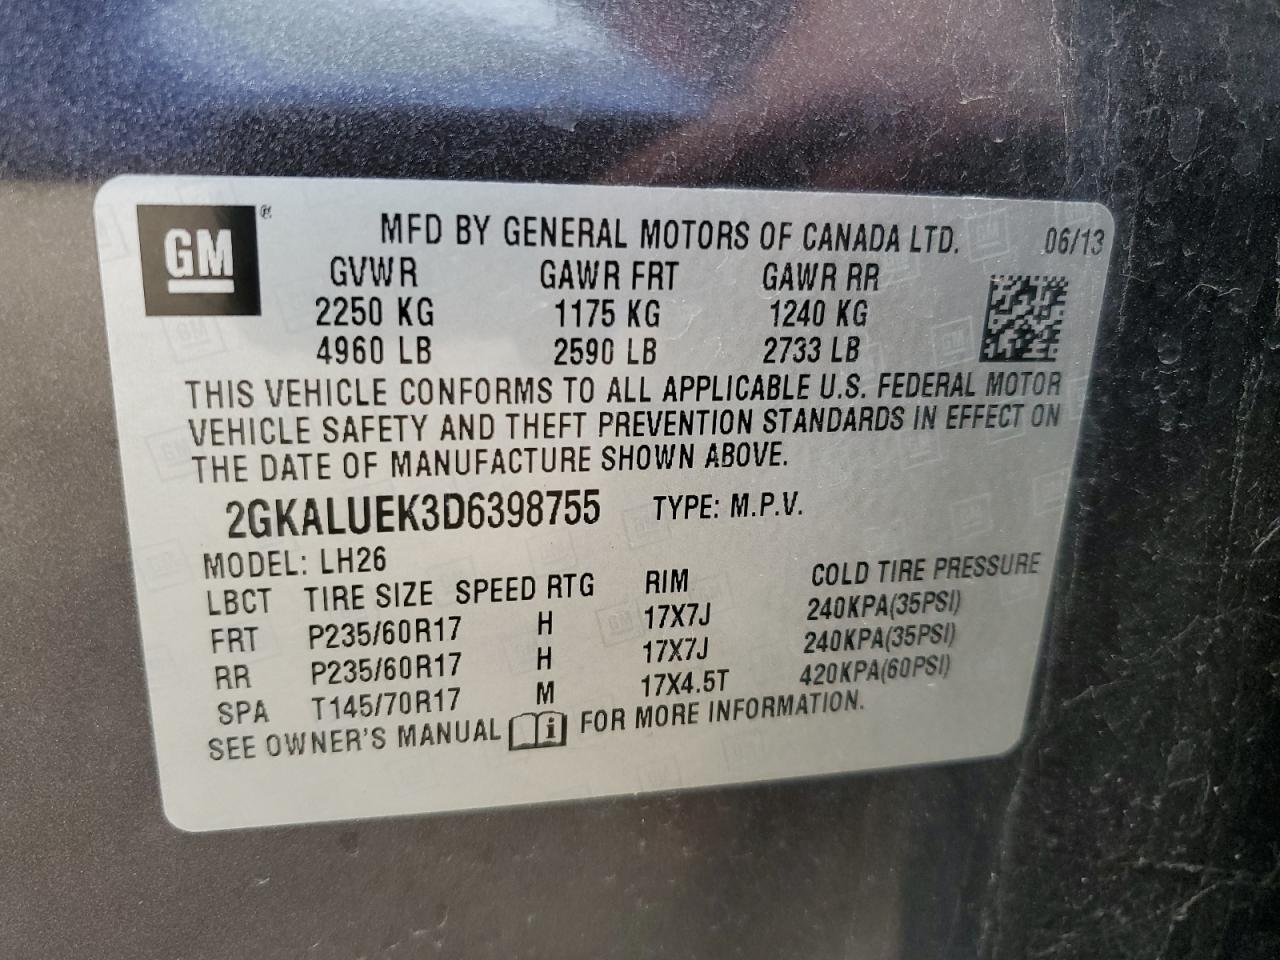 GM®
MFD BY GENERAL MOTORS OF CANADA LTD. 06/13
GVWR GAWR FRT GAWR RR
2250 KG 1175 KG 1240 KG
4960 LB 2590 LB 2733 LB
THIS VEHICLE CONFORMS TO ALL APPLICABLE U.S. FEDERAL MOTOR
VEHICLE SAFETY AND THEFT PREVENTION STANDARDS IN EFFECT ON
THE DATE OF MANUFACTURE SHOWN ABOVE.
2GKALUEK3D6398755 TYPE: M.P.V.
MODEL: LH26
LBCT TIRE SIZE SPEED RTG RIM COLD TIRE PRESSURE
FRT P235/60R17 H 17X7J 240KPA(35PSI)
RR P235/60R17 H 17X7J 240KPA(35PSI)
SPA T145/70R17 M 17X4.5T 420KPA(60PSI)
SEE OWNER'S MANUAL i FOR MORE INFORMATION.